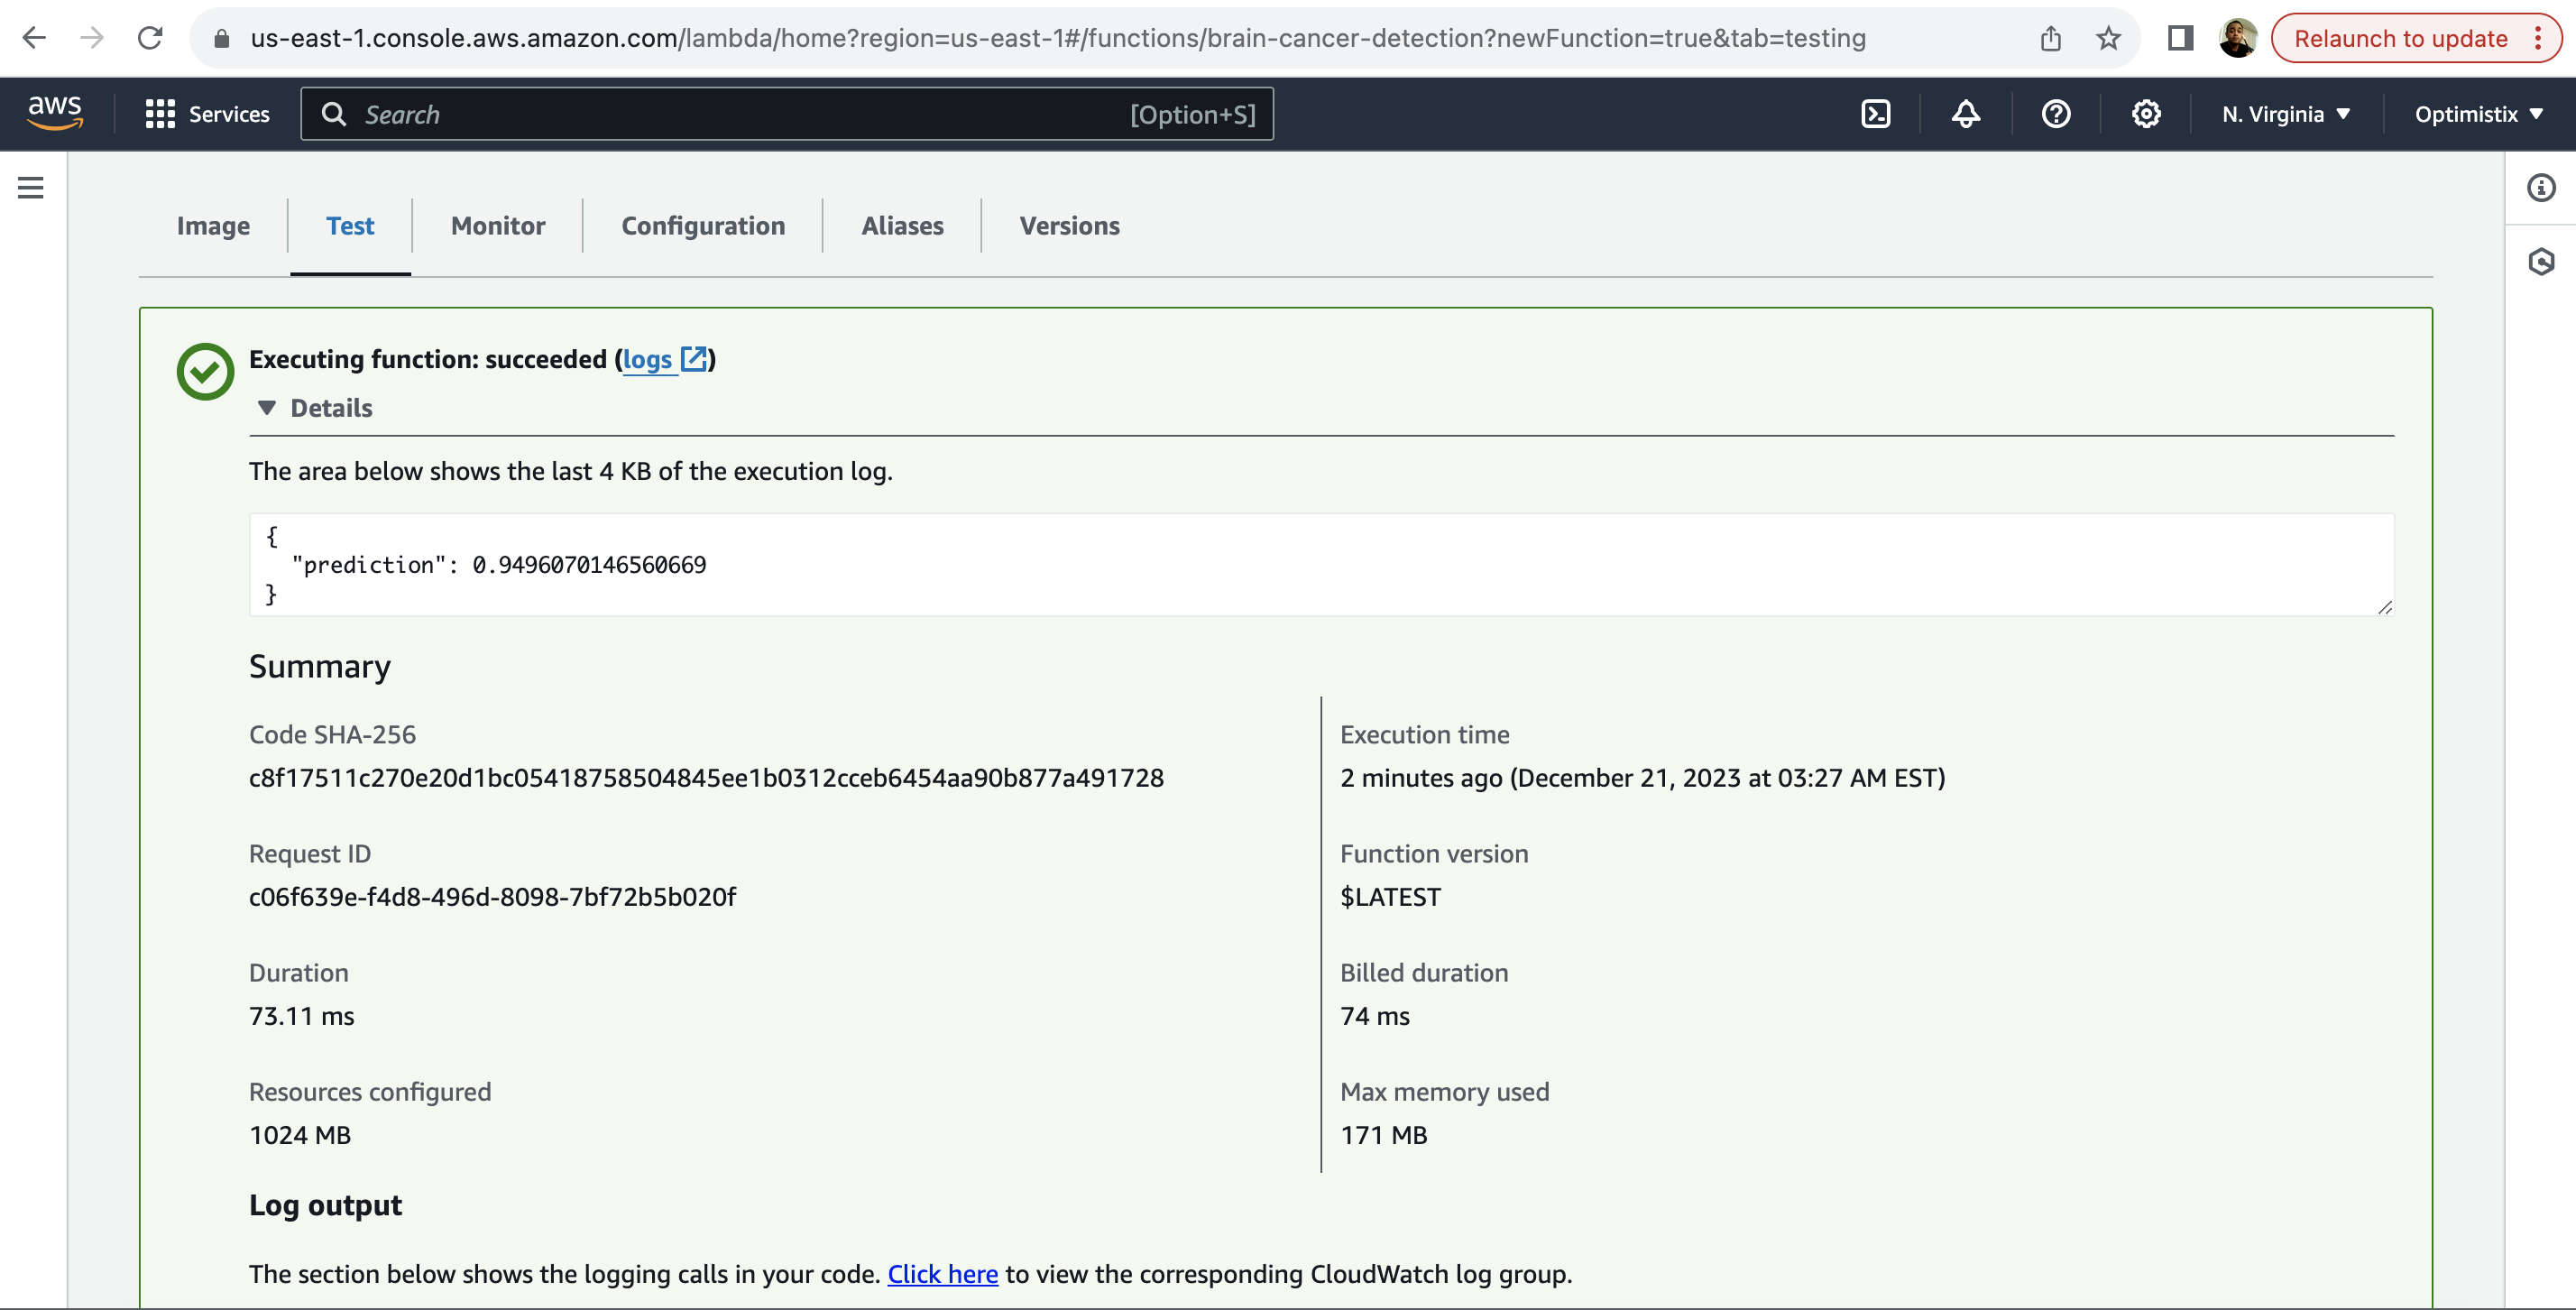 us-east-1.console.aws.amazon.com/lambda/home?region=us-east-1#/functions/brain-cancer-detection?newFunction=true&tab=testing
Relaunch to update
aws
Services
Search
[Option+S]
N. Virginia
Optimistix
Image
Test
Monitor
Configuration
Aliases
Versions
Executing function: succeeded (logs )
Details
The area below shows the last 4 KB of the execution log.
{
"prediction": 0.9496070146560669
}
Summary
Code SHA-256
c8f17511c270e20d1bc05418758504845ee1b0312cceb6454aa90b877a491728
Execution time
2 minutes ago (December 21, 2023 at 03:27 AM EST)
Request ID
c06f639e-f4d8-496d-8098-7bf72b5b020f
Function version
$LATEST
Duration
73.11 ms
Billed duration
74 ms
Resources configured
1024 MB
Max memory used
171 MB
Log output
The section below shows the logging calls in your code. Click here to view the corresponding CloudWatch log group.